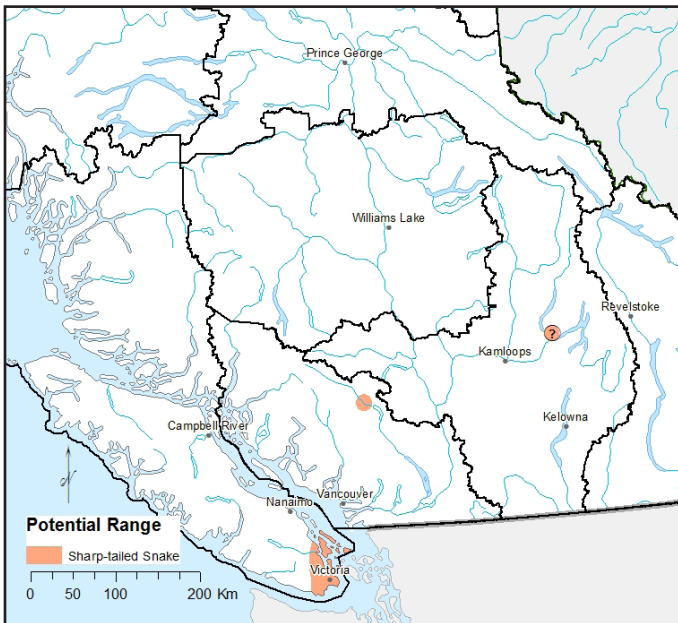 Prince George
Williams Lake
Revelstoke
?
Kamloops
Campbell River
Kelowna
N
Nanaimo
Vancouver
Potential Range
Sharp-tailed Snake
Victoria
0 50 100 200 Km